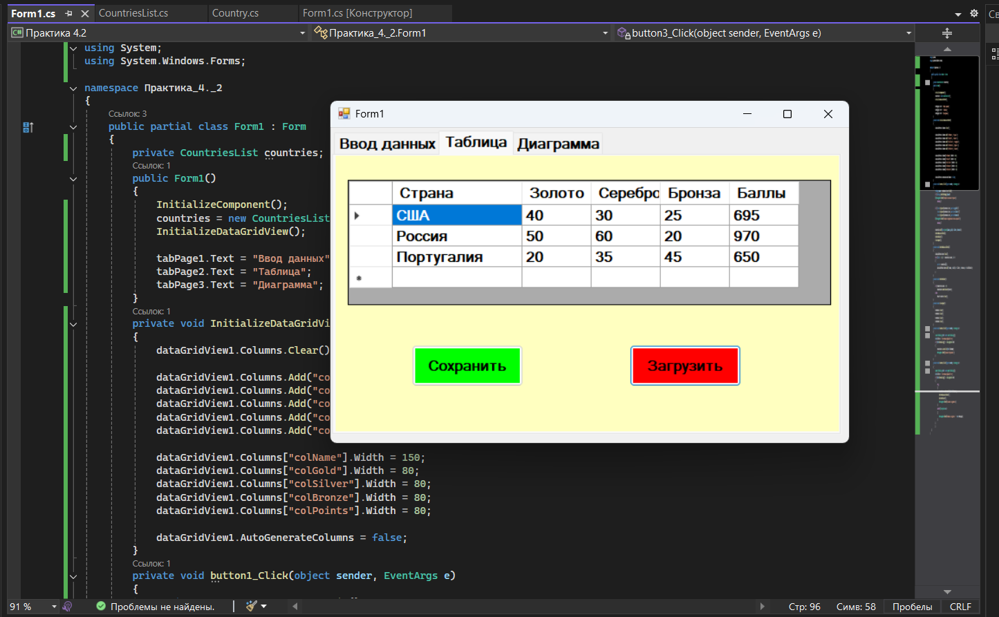 Form1.cs CountriesList.cs Country.cs Form1.cs [Конструктор]
C# Практика 4.2 Практика_4._2.Form1 button3_Click(object sender, EventArgs e)
using System;
using System.Windows.Forms;
namespace Практика_4._2
{
Ссылок: 3
public partial class Form1 : Form
{
private CountriesList countries;
Ссылок: 1
public Form1()
{
InitializeComponent();
countries = new CountriesList
InitializeDataGridView();
tabPage1.Text = "Ввод данных"
tabPage2.Text = "Таблица";
tabPage3.Text = "Диаграмма";
}
Ссылок: 1
private void InitializeDataGridVi
{
dataGridView1.Columns.Clear()
dataGridView1.Columns.Add("co
dataGridView1.Columns.Add("co
dataGridView1.Columns.Add("co
dataGridView1.Columns.Add("co
dataGridView1.Columns.Add("co
dataGridView1.Columns["colName"].Width = 150;
dataGridView1.Columns["colGold"].Width = 80;
dataGridView1.Columns["colSilver"].Width = 80;
dataGridView1.Columns["colBronze"].Width = 80;
dataGridView1.Columns["colPoints"].Width = 80;
dataGridView1.AutoGenerateColumns = false;
}
Ссылок: 1
private void button1_Click(object sender, EventArgs e)
{
Form1
Ввод данных Таблица Диаграмма
Страна Золото Серебро Бронза Баллы
США 40 30 25 695
Россия 50 60 20 970
Португалия 20 35 45 650
Сохранить Загрузить
91 % Проблемы не найдены. Стр: 96 Симв: 58 Пробелы CRLF